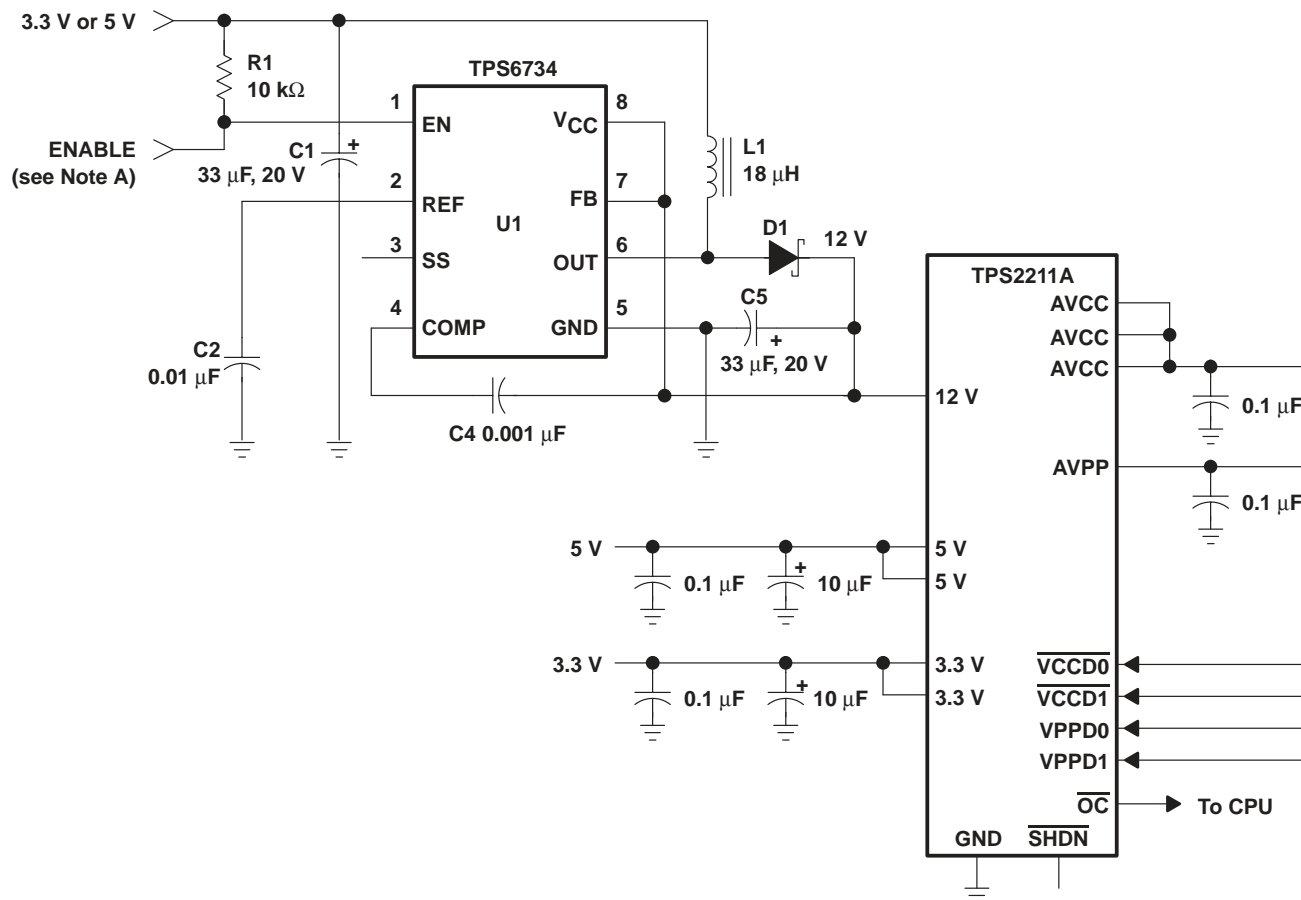 3.3 V or 5 V
R1
10 kΩ
TPS6734
1
8
EN
VCC
ENABLE
(see Note A)
C1
+
33 μF, 20 V
L1
18 μH
2
7
REF
FB
U1
D1
12 V
3
6
SS
OUT
TPS2211A
4
5
C5
AVCC
COMP
GND
+
AVCC
C2
0.01 μF
33 μF, 20 V
AVCC
12 V
0.1 μF
C4 0.001 μF
AVPP
0.1 μF
5 V
5 V
+
0.1 μF
10 μF
5 V
3.3 V
3.3 V
VCCD0
+
0.1 μF
10 μF
3.3 V
VCCD1
VPPD0
VPPD1
OC
To CPU
GND
SHDN